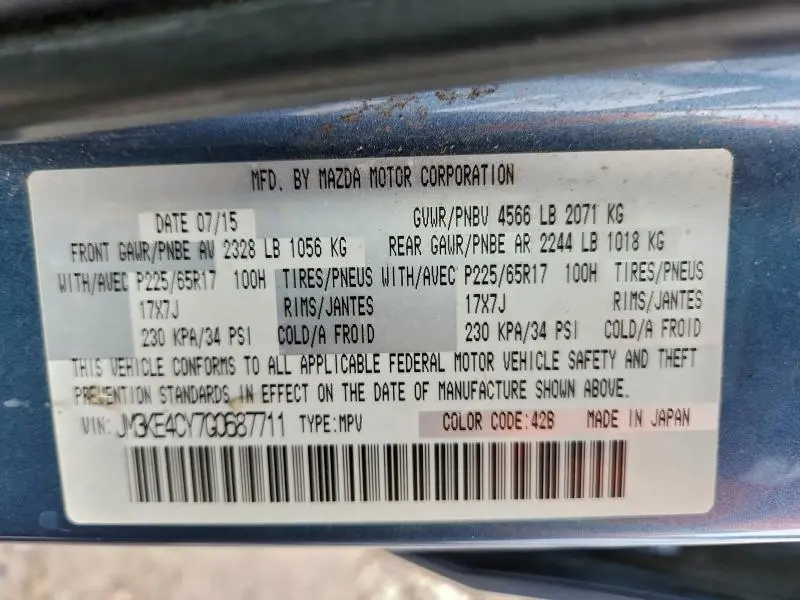 MFD. BY MAZDA MOTOR CORPORATION
DATE 07/15 GVWR/PNBV 4566 LB 2071 KG
FRONT GAWR/PNBE AV 2328 LB 1056 KG REAR GAWR/PNBE AR 2244 LB 1018 KG
WITH/AVEC P225/65R17 100H TIRES/PNEUS WITH/AVEC P225/65R17 100H TIRES/PNEUS
17X7J RIMS/JANTES 17X7J RIMS/JANTES
230 KPA/34 PSI COLD/A FROID 230 KPA/34 PSI COLD/A FROID
THIS VEHICLE CONFORMS TO ALL APPLICABLE FEDERAL MOTOR VEHICLE SAFETY AND THEFT
PREVENTION STANDARDS IN EFFECT ON THE DATE OF MANUFACTURE SHOWN ABOVE.
VIN: JM3KE4CY7G0687711 TYPE:MPV COLOR CODE:42B MADE IN JAPAN